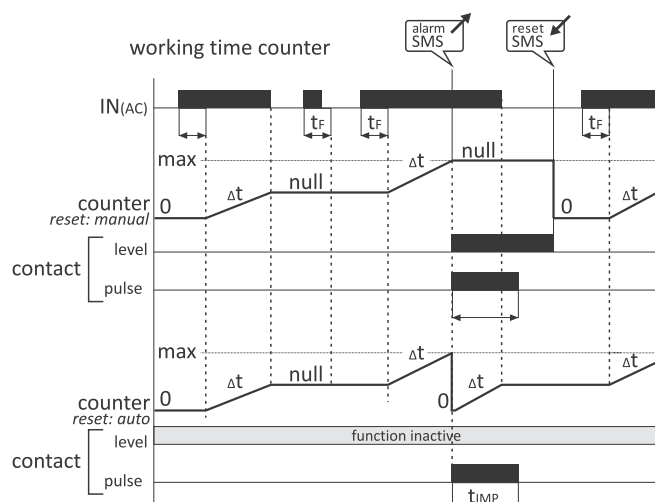 alarm
SMS
reset
SMS
working time counter
IN(AC)
tF tF tF
max Δt null
Δt null
counter 0 0 Δt
reset: manual
level
contact
pulse
max Δt Δt
Δt null Δt
counter 0 0
reset: auto
level function inactive
contact
pulse
tIMP